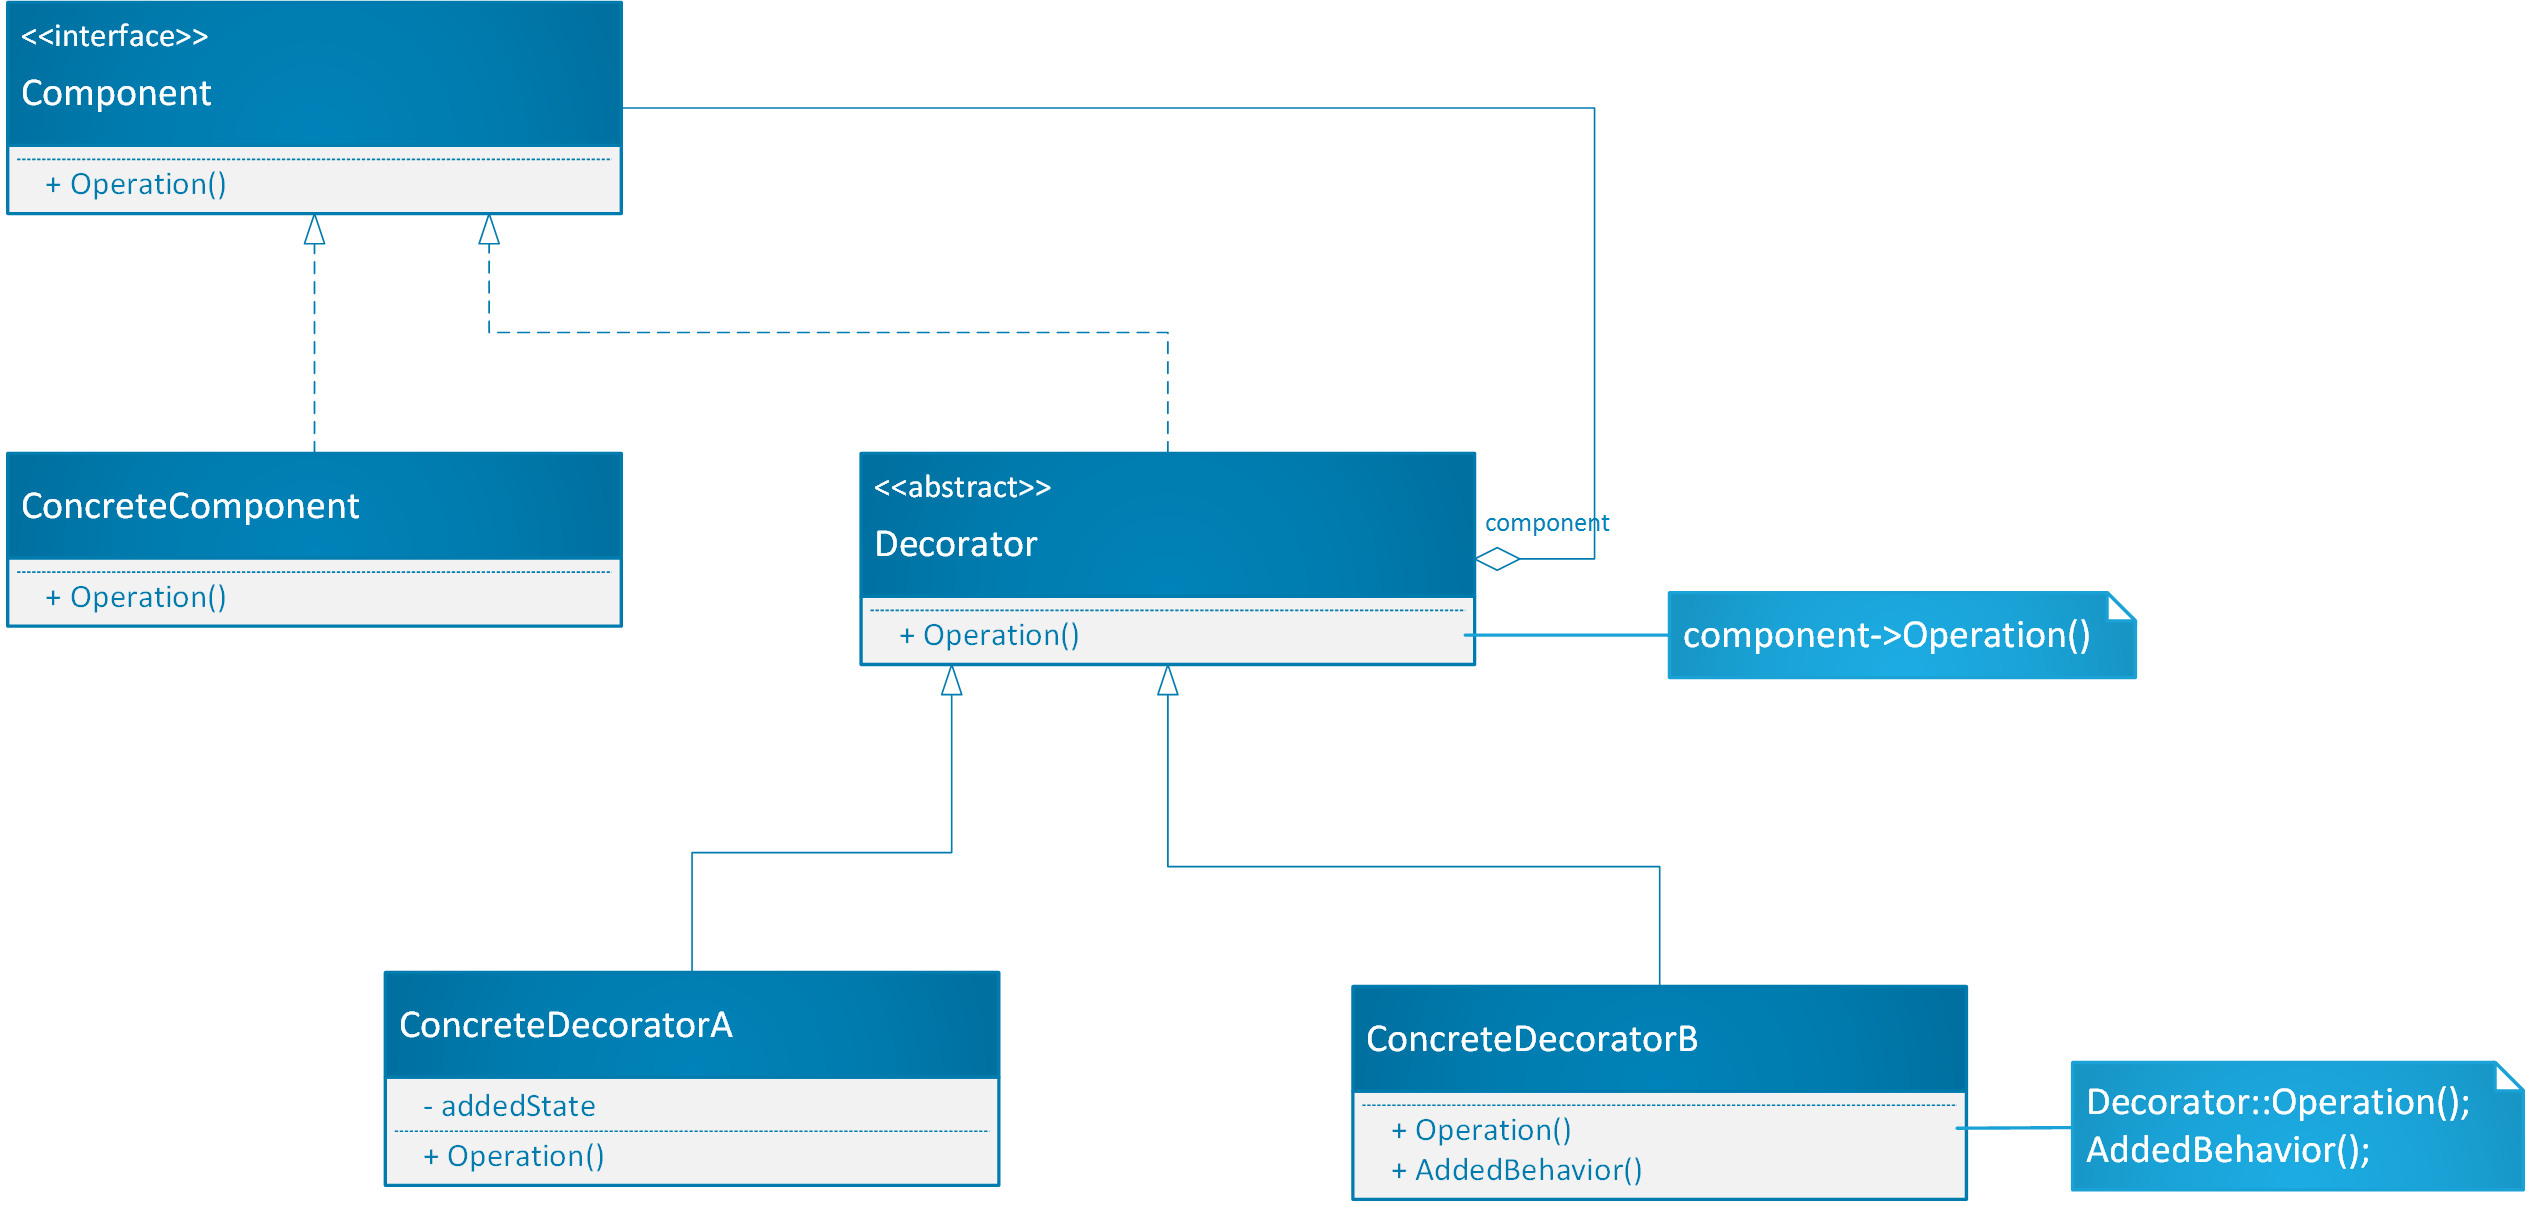 <<interface>>
Component
+ Operation()
ConcreteComponent
+ Operation()
<<abstract>>
Decorator
+ Operation()
component
component->Operation()
ConcreteDecoratorA
- addedState
+ Operation()
ConcreteDecoratorB
+ Operation()
+ AddedBehavior()
Decorator::Operation();
AddedBehavior();